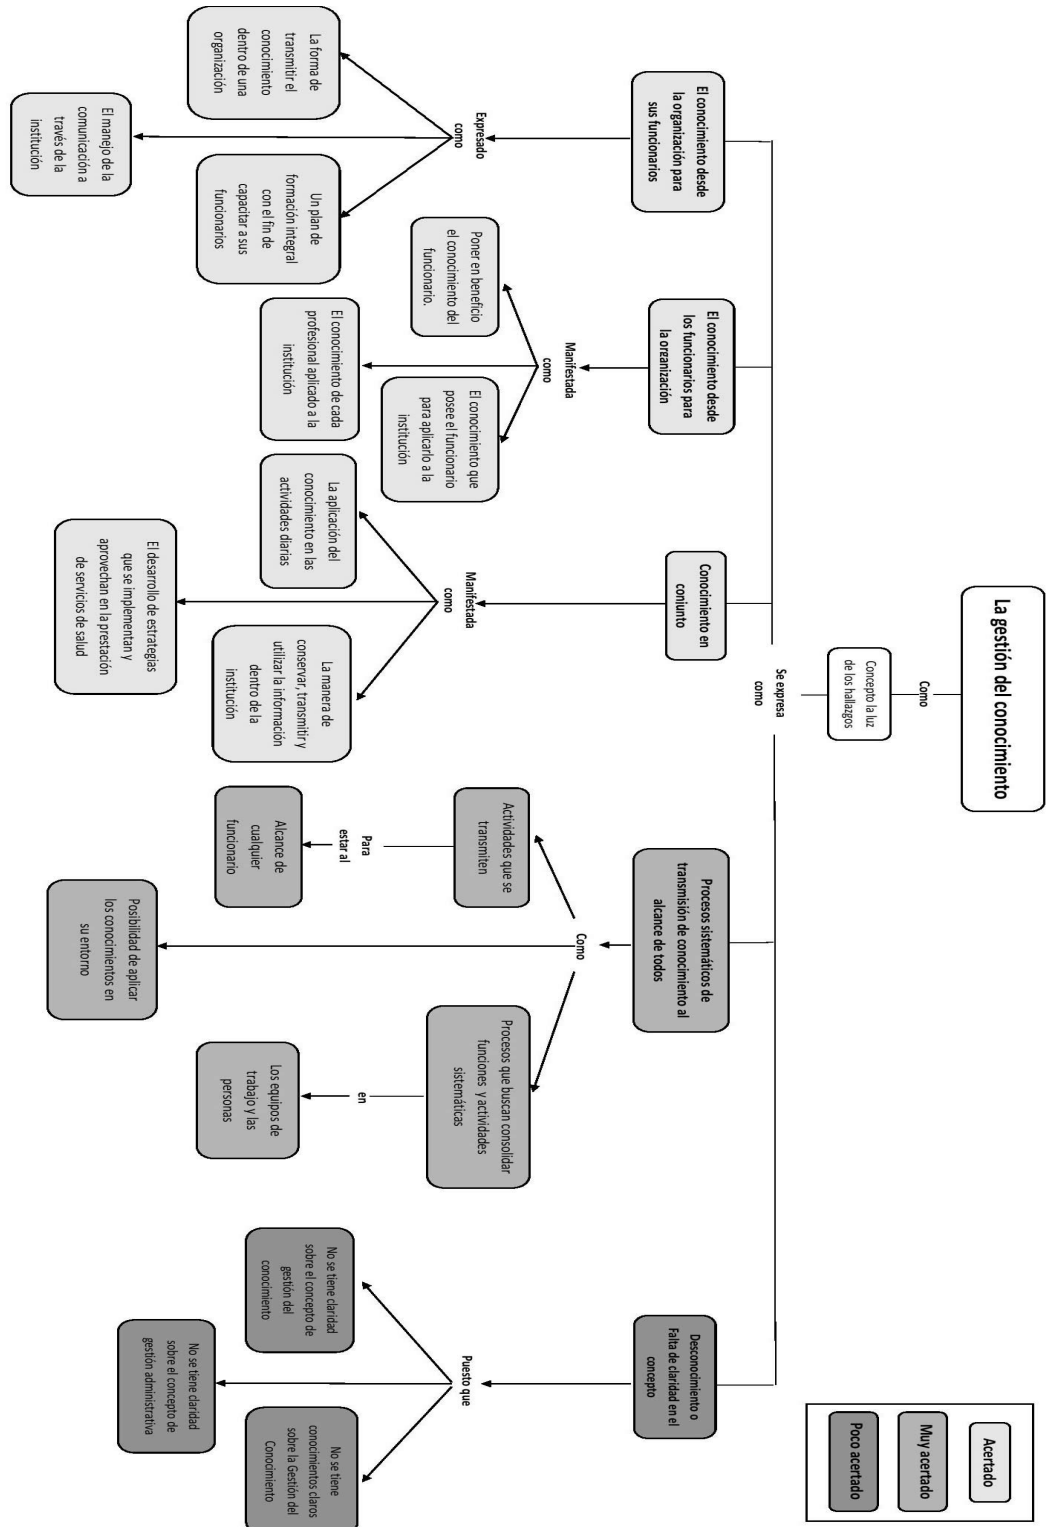 La gestión del conocimiento
Como
Concepto la luz
de los hallazgos
Se expresa
como
El conocimiento desde
la organización para
sus funcionarios
Expresado
como
La forma de
transmitir el
conocimiento
dentro de una
organización
El manejo de la
comunicación a
través de la
institución
Un plan de
formación integral
con el fin de
capacitar a sus
funcionarios
El conocimiento desde
los funcionarios para
la organización
Manifestada
como
Poner en beneficio
el conocimiento del
funcionario.
El conocimiento de cada
profesional aplicado a la
institución
El conocimiento que
posee el funcionario
para aplicarlo a la
institución
Conocimiento en
conjunto
Manifestada
como
La aplicación del
conocimiento en las
actividades diarias
El desarrollo de estrategias
que se implementan y
aprovechan en la prestación
de servicios de salud
La manera de
conservar, transmitir y
utilizar la información
dentro de la
institución
Procesos sistemáticos de
transmisión de conocimiento al
alcance de todos
Como
Actividades que se
transmiten
Para
estar al
Alcance de
cualquier
funcionario
Posibilidad de aplicar
los conocimientos en
su entorno
Procesos que buscan consolidar
funciones y actividades
sistemáticas
en
Los equipos de
trabajo y las
personas
Desconocimiento o
Falta de claridad en el
concepto
Puesto que
No se tiene claridad
sobre el concepto de
gestión del
conocimiento
No se tiene claridad
sobre el concepto de
gestión administrativa
No se tiene
conocimientos claros
sobre la Gestión del
Conocimiento
Acertado
Muy acertado
Poco acertado